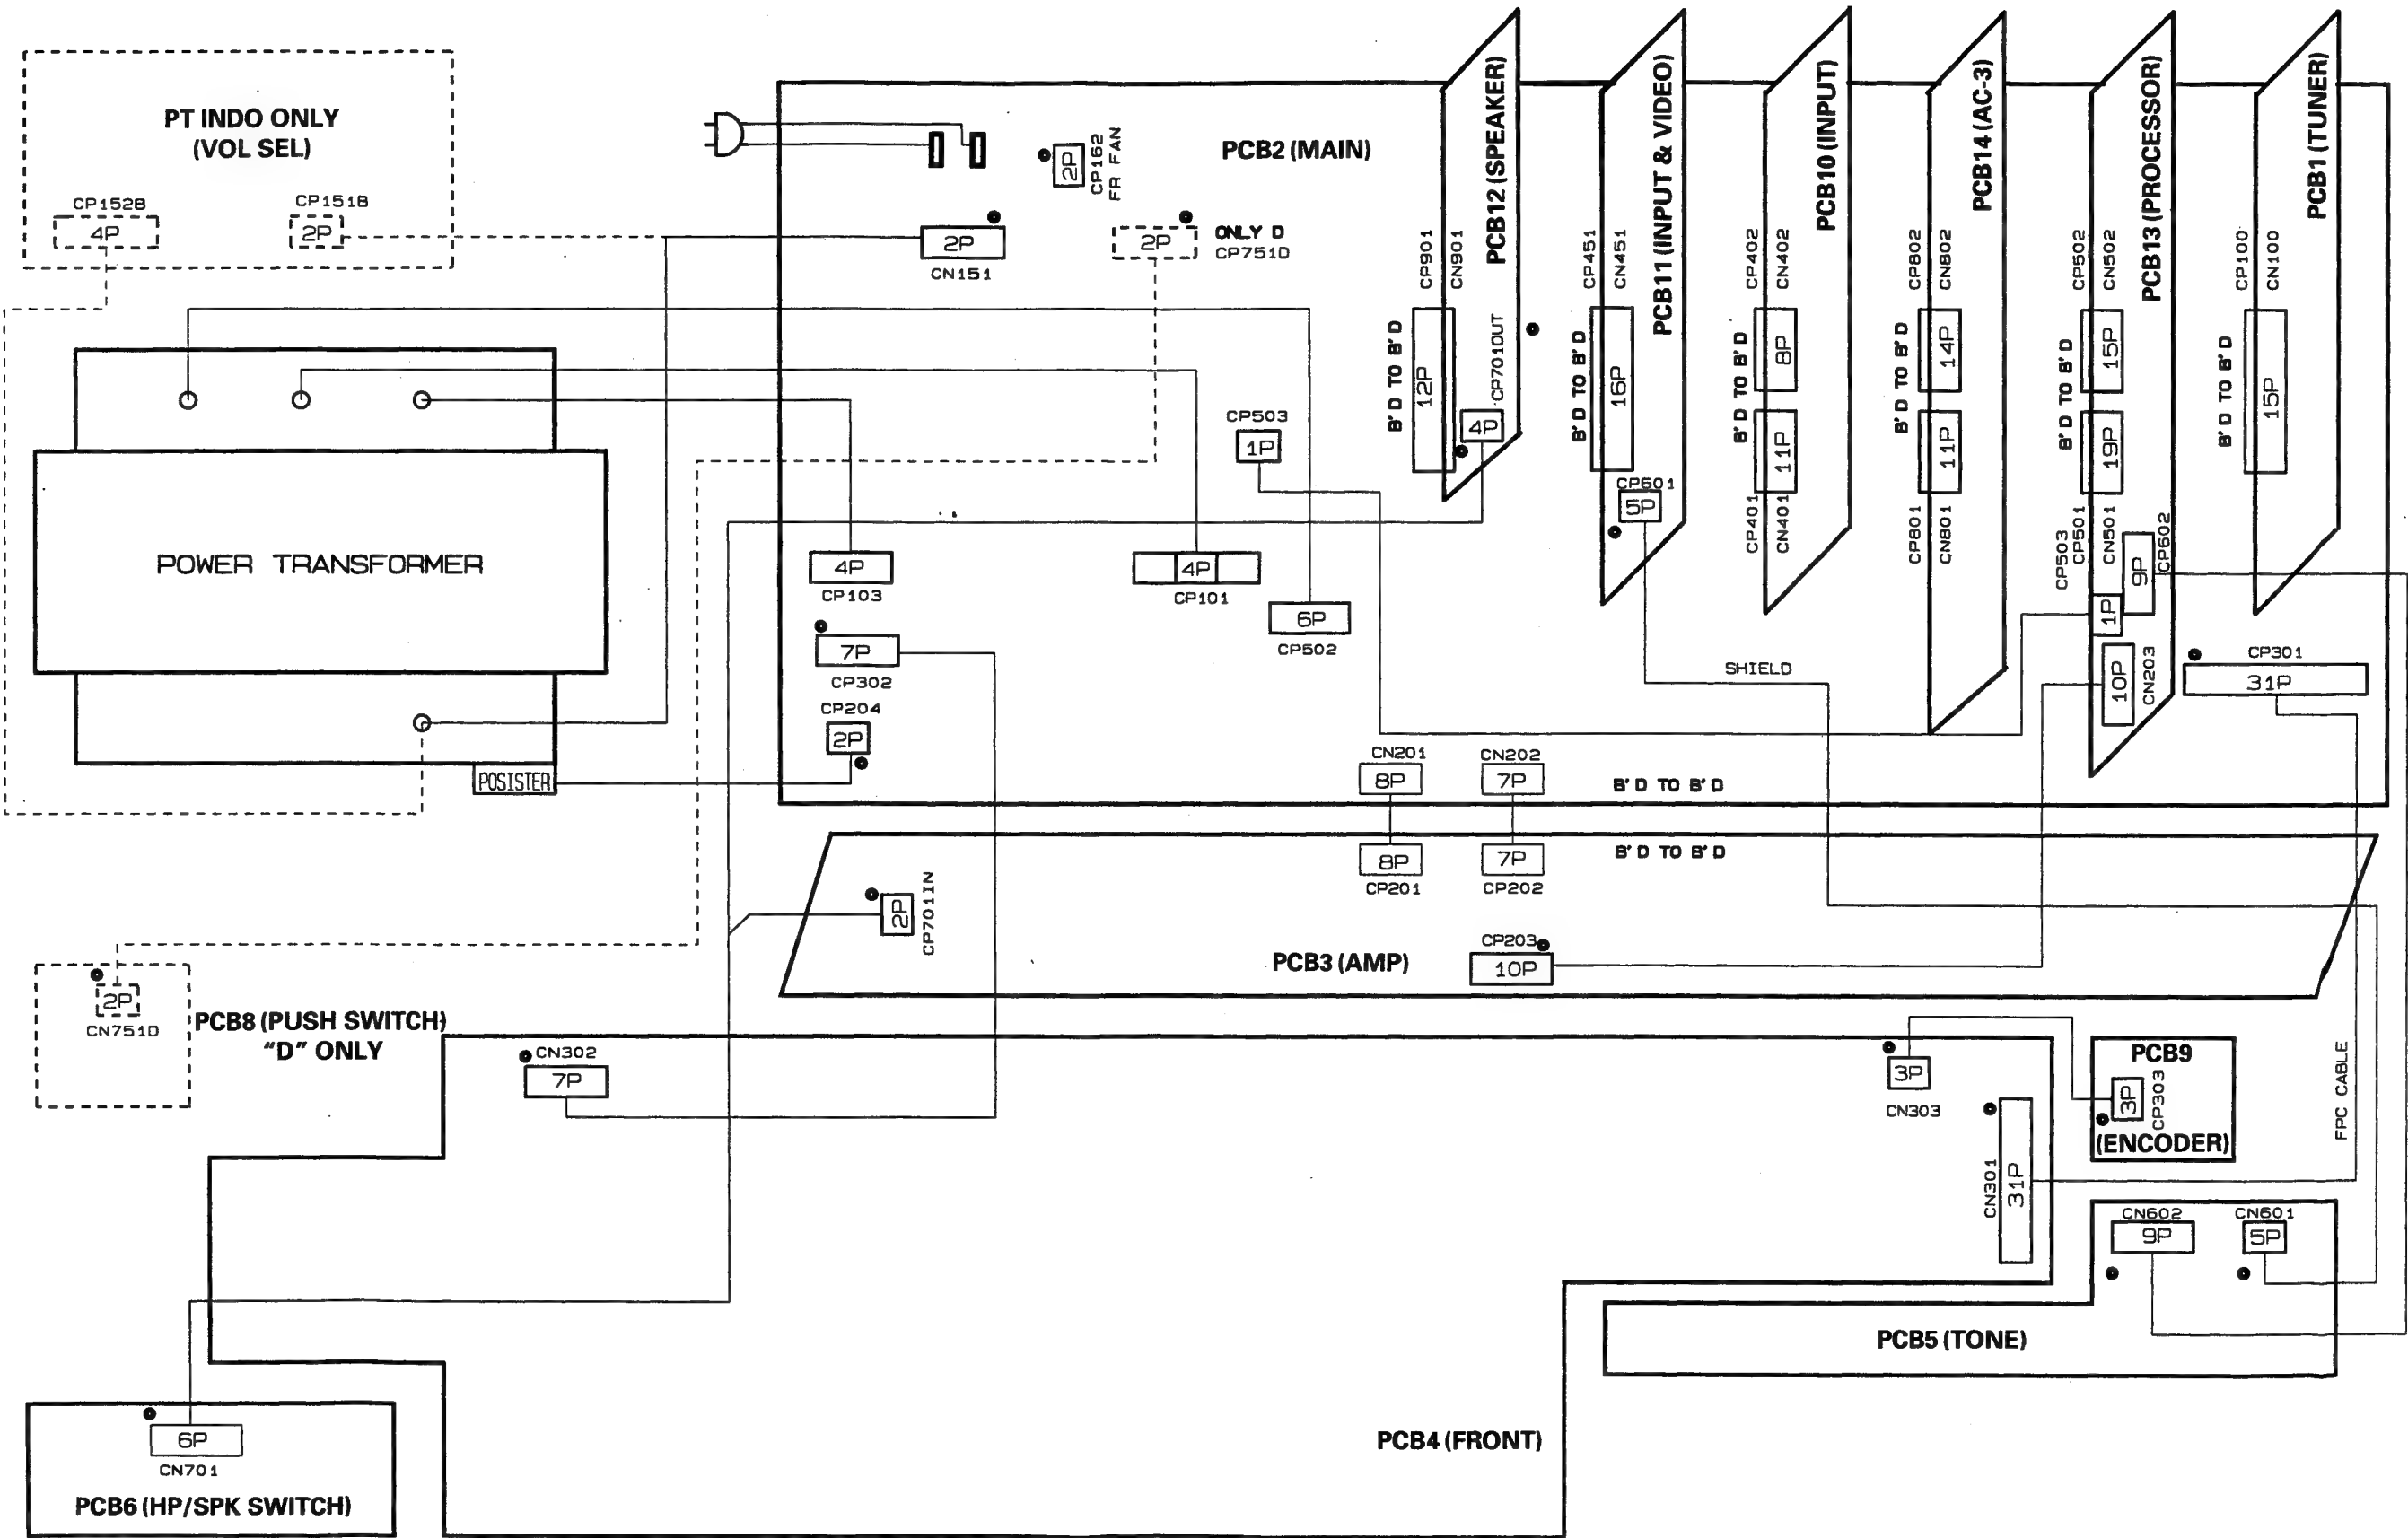 PT INDO ONLY
(VOL SEL)
CP152B
4P
CP151B
2P
2P
CN151
2P
CP162
FR FAN
2P
ONLY D
CP751D
PCB2 (MAIN)
PCB12 (SPEAKER)
CP901
CN901
B'D TO B'D
12P
4P
CP701OUT
PCB11 (INPUT & VIDEO)
CP451
CN451
B'D TO B'D
16P
CP601
5P
PCB10 (INPUT)
CP402
CN402
B'D TO B'D
8P
11P
CP401
CN401
PCB14 (AC-3)
CP802
CN802
B'D TO B'D
14P
11P
CP801
CN801
PCB13 (PROCESSOR)
CP502
CN502
B'D TO B'D
15P
19P
CP503
CP501
CN501
9P
CP602
1P
10P
CN203
PCB1 (TUNER)
CP100
CN100
B'D TO B'D
15P
CP301
31P
POWER TRANSFORMER
POSISTER
CP503
1P
4P
CP103
4P
CP101
6P
CP502
7P
CP302
CP204
2P
SHIELD
CN201
8P
CN202
7P
B'D TO B'D
8P
CP201
7P
CP202
B'D TO B'D
2P
CP701IN
PCB3 (AMP)
CP203
10P
2P
CN751D
PCB8 (PUSH SWITCH)
"D" ONLY
CN302
7P
3P
CN303
PCB9
3P
CP303
(ENCODER)
FPC CABLE
CN301
31P
CN602
9P
CN601
5P
PCB5 (TONE)
PCB4 (FRONT)
6P
CN701
PCB6 (HP/SPK SWITCH)